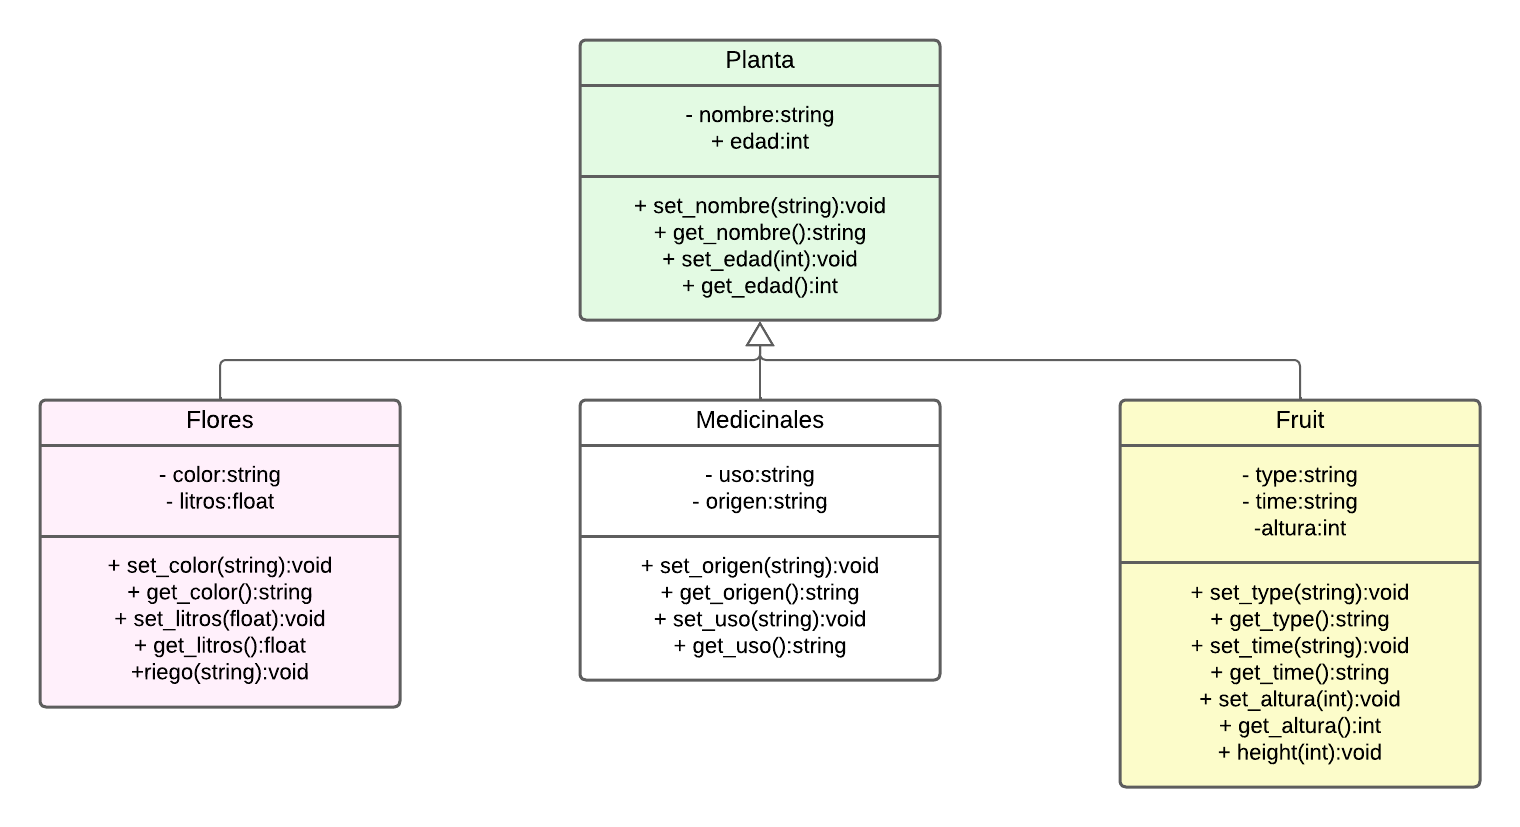 Planta
- nombre:string
+ edad:int
+ set_nombre(string):void
+ get_nombre():string
+ set_edad(int):void
+ get_edad():int
Flores
- color:string
- litros:float
+ set_color(string):void
+ get_color():string
+ set_litros(float):void
+ get_litros():float
+riego(string):void
Medicinales
- uso:string
- origen:string
+ set_origen(string):void
+ get_origen():string
+ set_uso(string):void
+ get_uso():string
Fruit
- type:string
- time:string
-altura:int
+ set_type(string):void
+ get_type():string
+ set_time(string):void
+ get_time():string
+ set_altura(int):void
+ get_altura():int
+ height(int):void